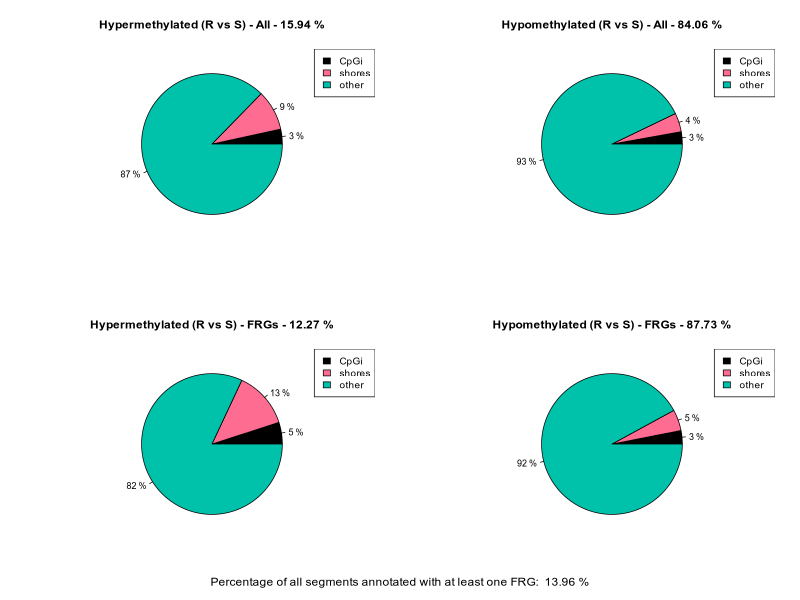 Hypermethylated (R vs S) - All - 15.94 %
CpGi
shores
other
9 %
3 %
87 %
Hypomethylated (R vs S) - All - 84.06 %
CpGi
shores
other
4 %
3 %
93 %
Hypermethylated (R vs S) - FRGs - 12.27 %
CpGi
shores
other
13 %
5 %
82 %
Hypomethylated (R vs S) - FRGs - 87.73 %
CpGi
shores
other
5 %
3 %
92 %
Percentage of all segments annotated with at least one FRG: 13.96 %